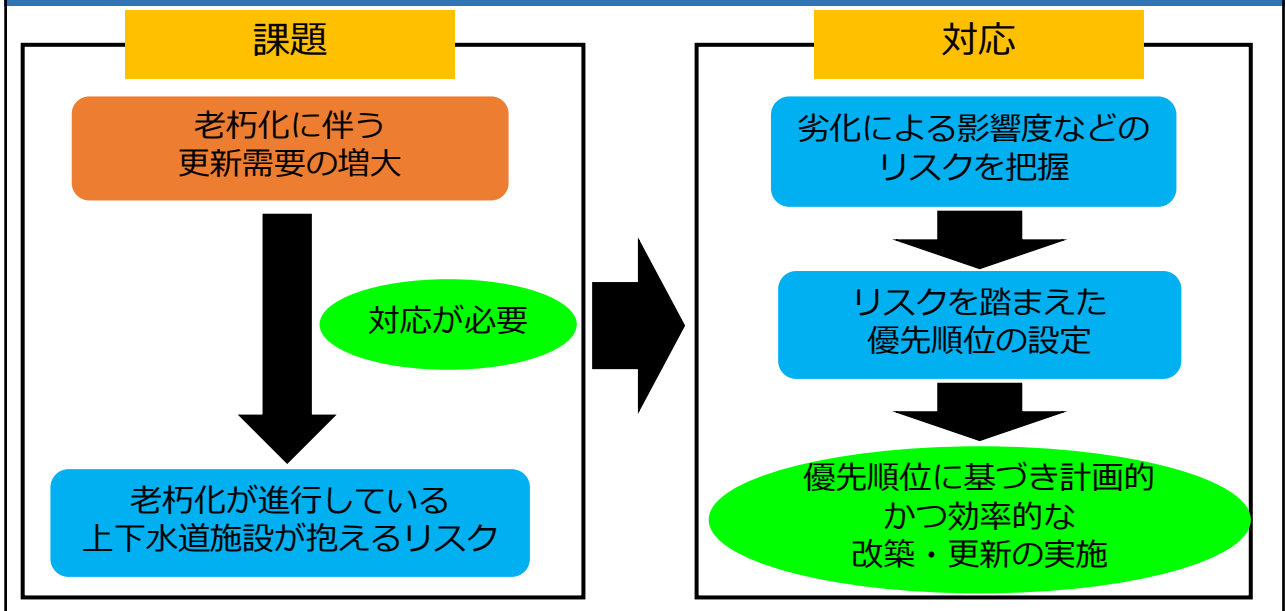 課題
老朽化に伴う
更新需要の増大
対応が必要
老朽化が進行している
上下水道施設が抱えるリスク
対応
劣化による影響度などの
リスクを把握
リスクを踏まえた
優先順位の設定
優先順位に基づき計画的
かつ効率的な
改築・更新の実施